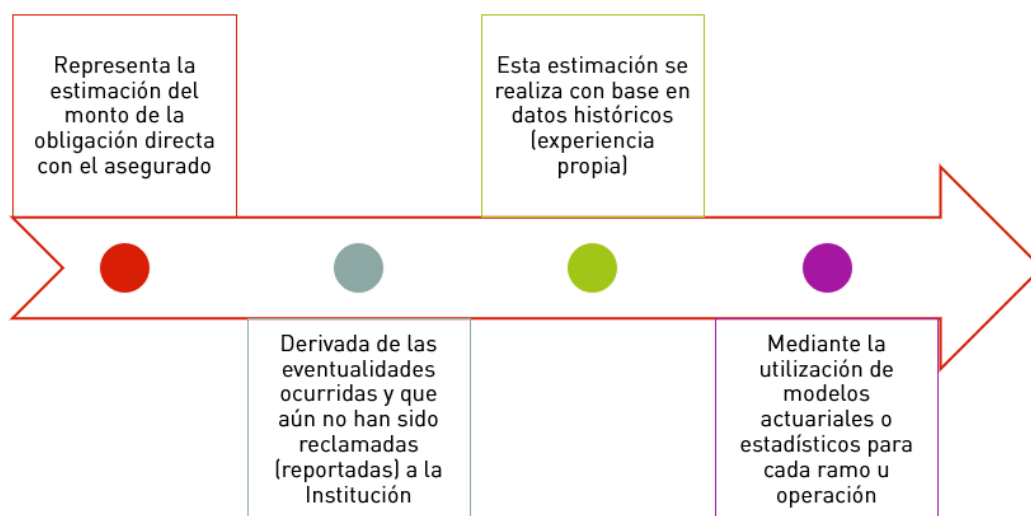 Representa la
estimación del
monto de la
obligación directa
con el asegurado
Derivada de las
eventualidades
ocurridas y que
aún no han sido
reclamadas
(reportadas) a la
Institución
Esta estimación se
realiza con base en
datos históricos
(experiencia
propia)
Mediante la
utilización de
modelos
actuariales o
estadísticos para
cada ramo u
operación